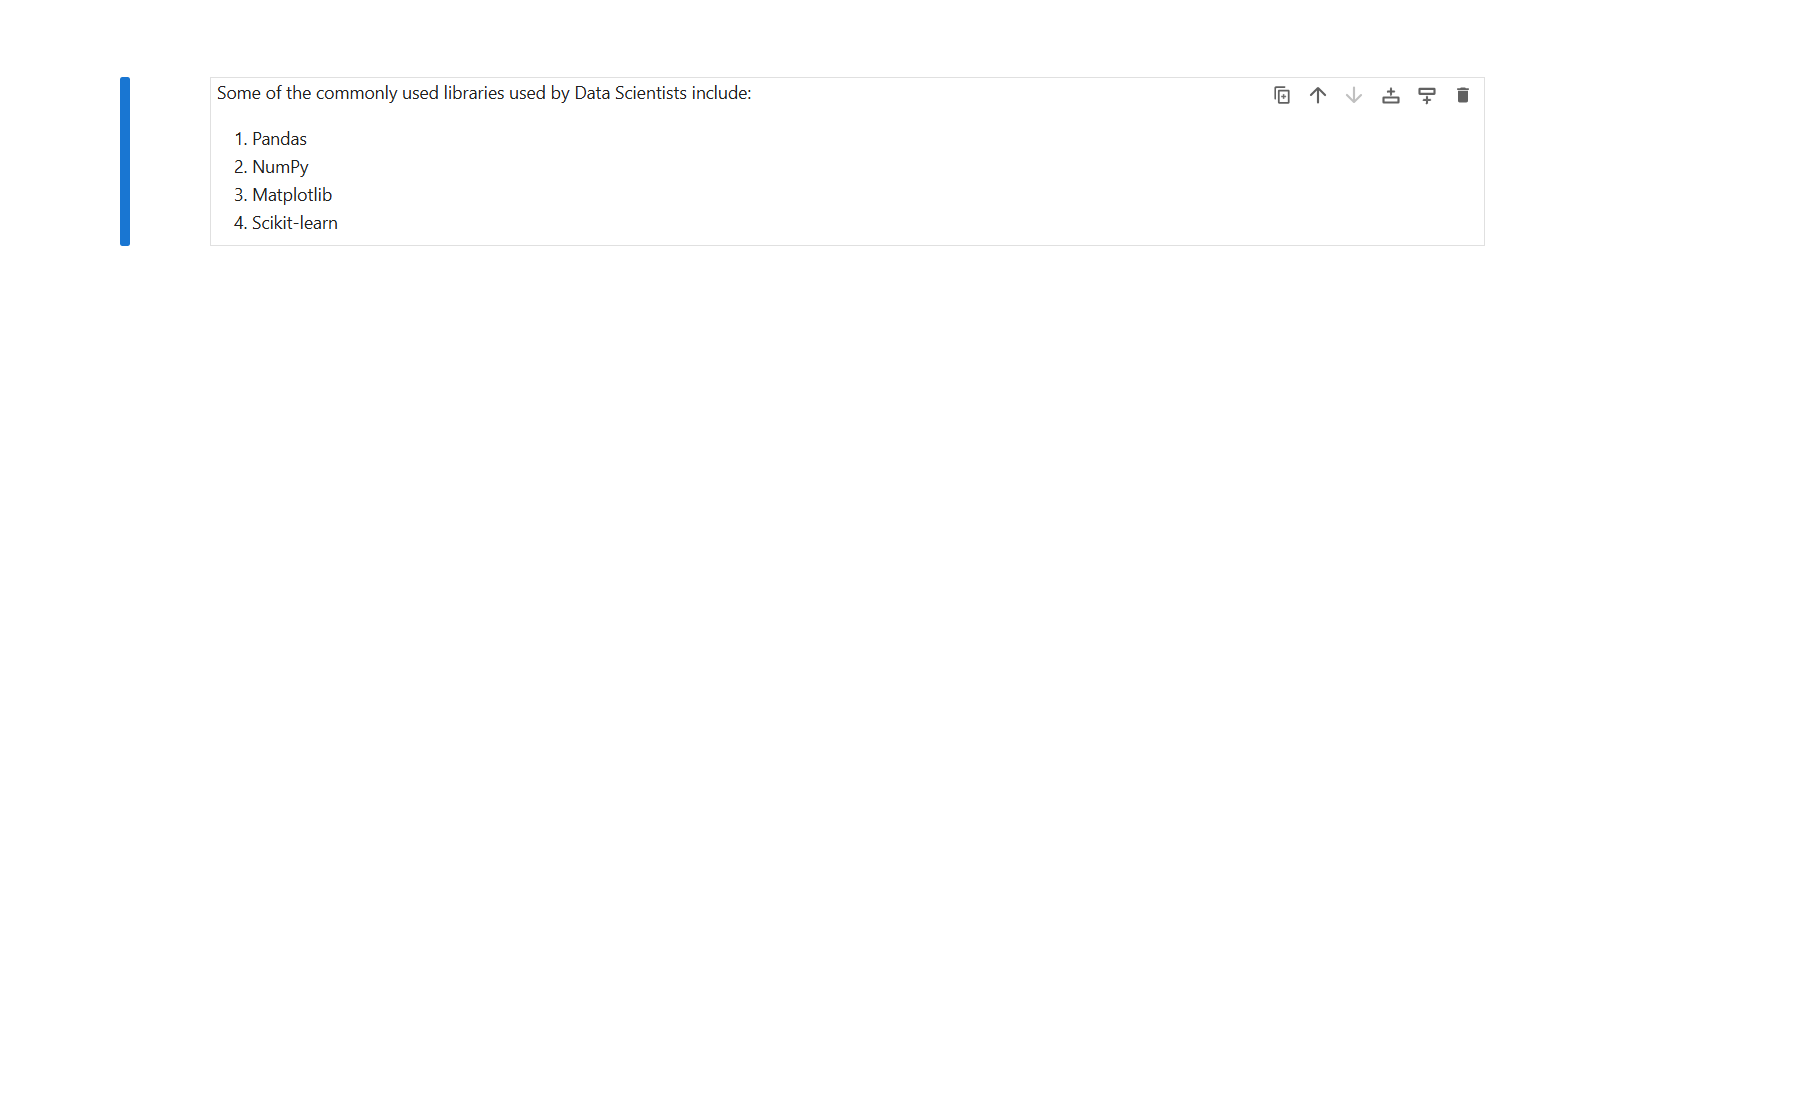 Some of the commonly used libraries used by Data Scientists include:
1. Pandas
2. NumPy
3. Matplotlib
4. Scikit-learn